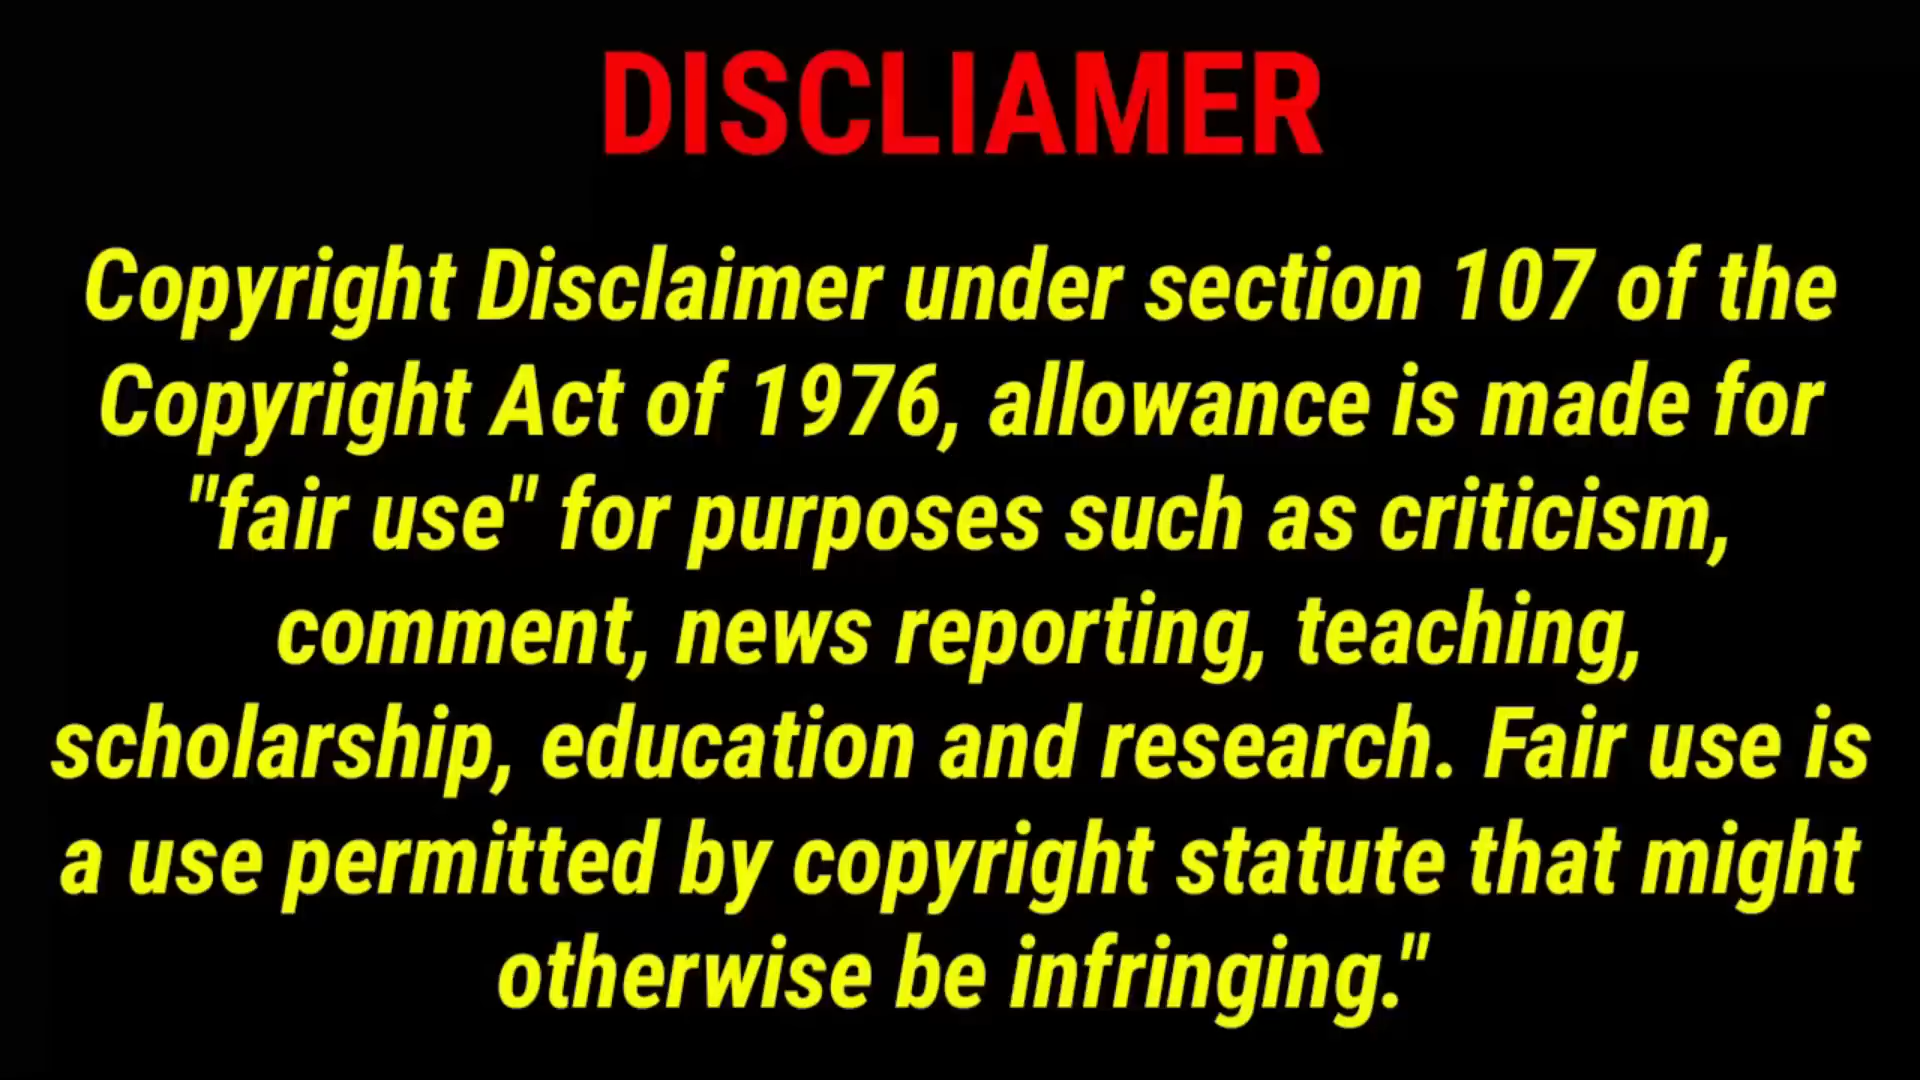 DISCLIAMER
Copyright Disclaimer under section 107 of the
Copyright Act of 1976, allowance is made for
"fair use" for purposes such as criticism,
comment, news reporting, teaching,
scholarship, education and research. Fair use is
a use permitted by copyright statute that might
otherwise be infringing."